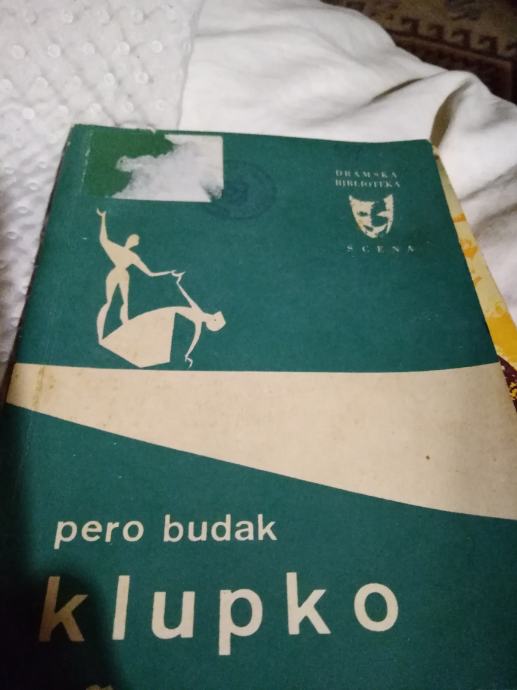 DRAMSKA
BIBLIOTEKA
SCENA
pero budak
klupko